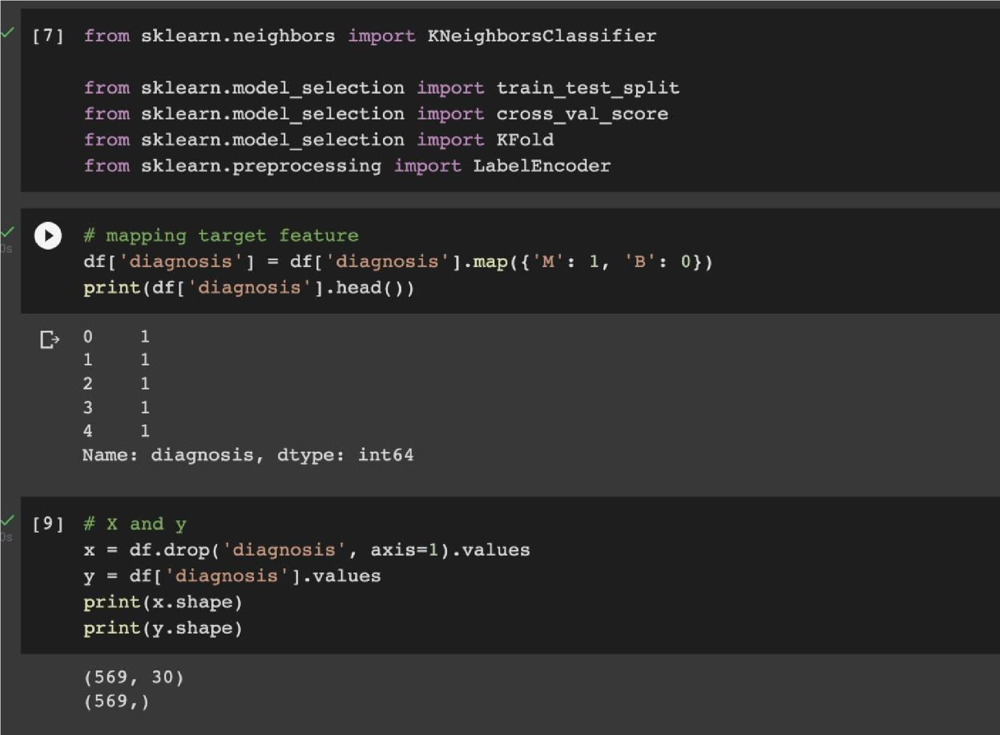 [7] from sklearn.neighbors import KNeighborsClassifier
from sklearn.model_selection import train_test_split
from sklearn.model_selection import cross_val_score
from sklearn.model_selection import KFold
from sklearn.preprocessing import LabelEncoder
# mapping target feature
0s
df['diagnosis'] = df['diagnosis'].map({'M': 1, 'B': 0})
print(df['diagnosis'].head())
0    1
1    1
2    1
3    1
4    1
Name: diagnosis, dtype: int64
[9] # X and y
0s
x = df.drop('diagnosis', axis=1).values
y = df['diagnosis'].values
print(x.shape)
print(y.shape)
(569, 30)
(569,)